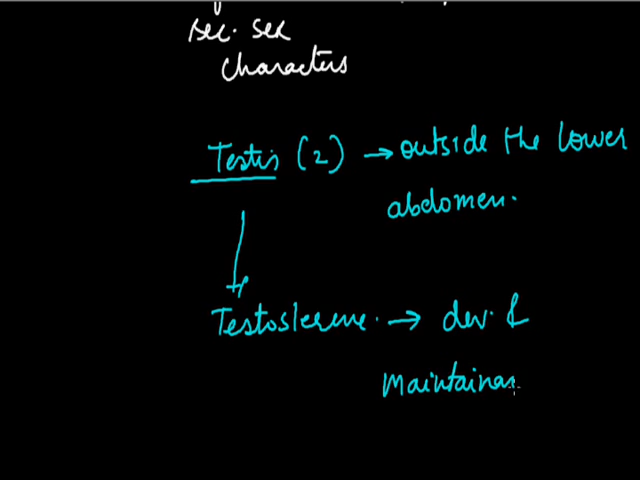 sec. sex
characters
Testis (2) → outside the lower
abdomen.
Testosterone. → dev. &
Maintainan